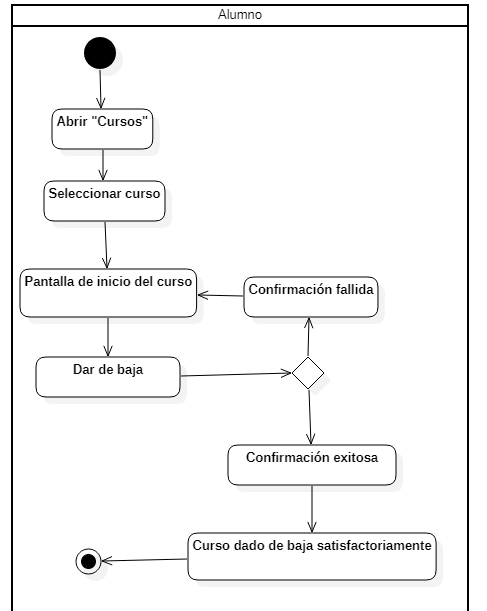 Alumno
Abrir "Cursos"
Seleccionar curso
Pantalla de inicio del curso
Confirmación fallida
Dar de baja
Confirmación exitosa
Curso dado de baja satisfactoriamente